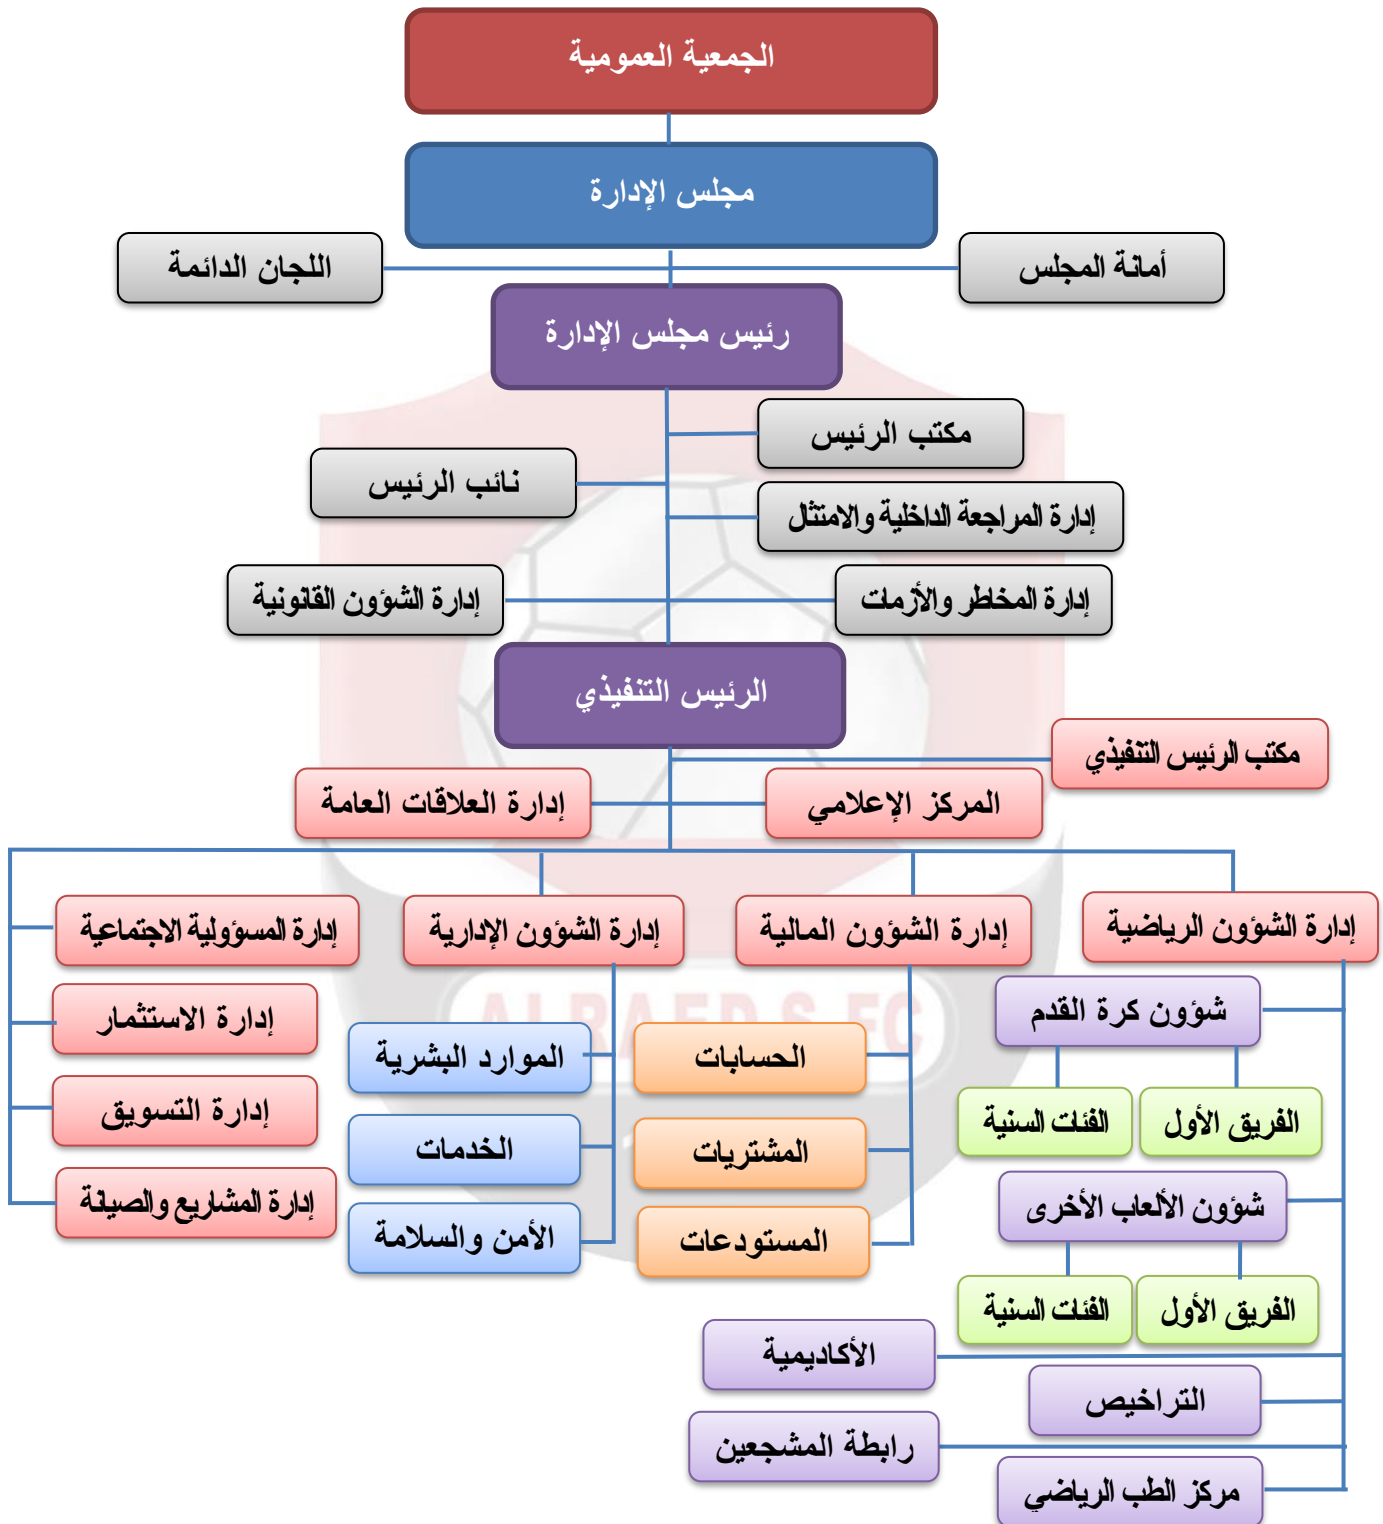 الجمعية العمومية
مجلس الإدارة
أمانة المجلس
اللجان الدائمة
رئيس مجلس الإدارة
مكتب الرئيس
نائب الرئيس
إدارة المراجعة الداخلية والامتثال
إدارة المخاطر والأزمات
إدارة الشؤون القانونية
الرئيس التنفيذي
مكتب الرئيس التنفيذي
المركز الإعلامي
إدارة العلاقات العامة
إدارة الشؤون الرياضية
إدارة الشؤون المالية
إدارة الشؤون الإدارية
إدارة المسؤولية الاجتماعية
شؤون كرة القدم
الفريق الأول
الفئات السنية
شؤون الألعاب الأخرى
الفريق الأول
الفئات السنية
الأكاديمية
التراخيص
رابطة المشجعين
مركز الطب الرياضي
الحسابات
المشتريات
المستودعات
الموارد البشرية
الخدمات
الأمن والسلامة
إدارة الاستثمار
إدارة التسويق
إدارة المشاريع والصيانة
ALRAED S.FC